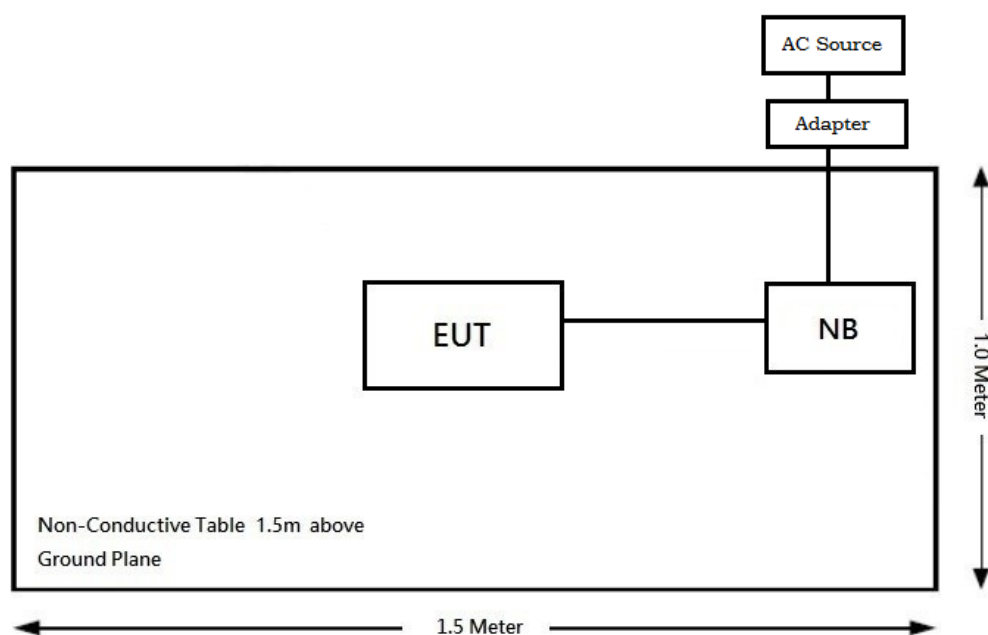 AC Source
Adapter
EUT
NB
1.0 Meter
Non-Conductive Table 1.5m above
Ground Plane
1.5 Meter